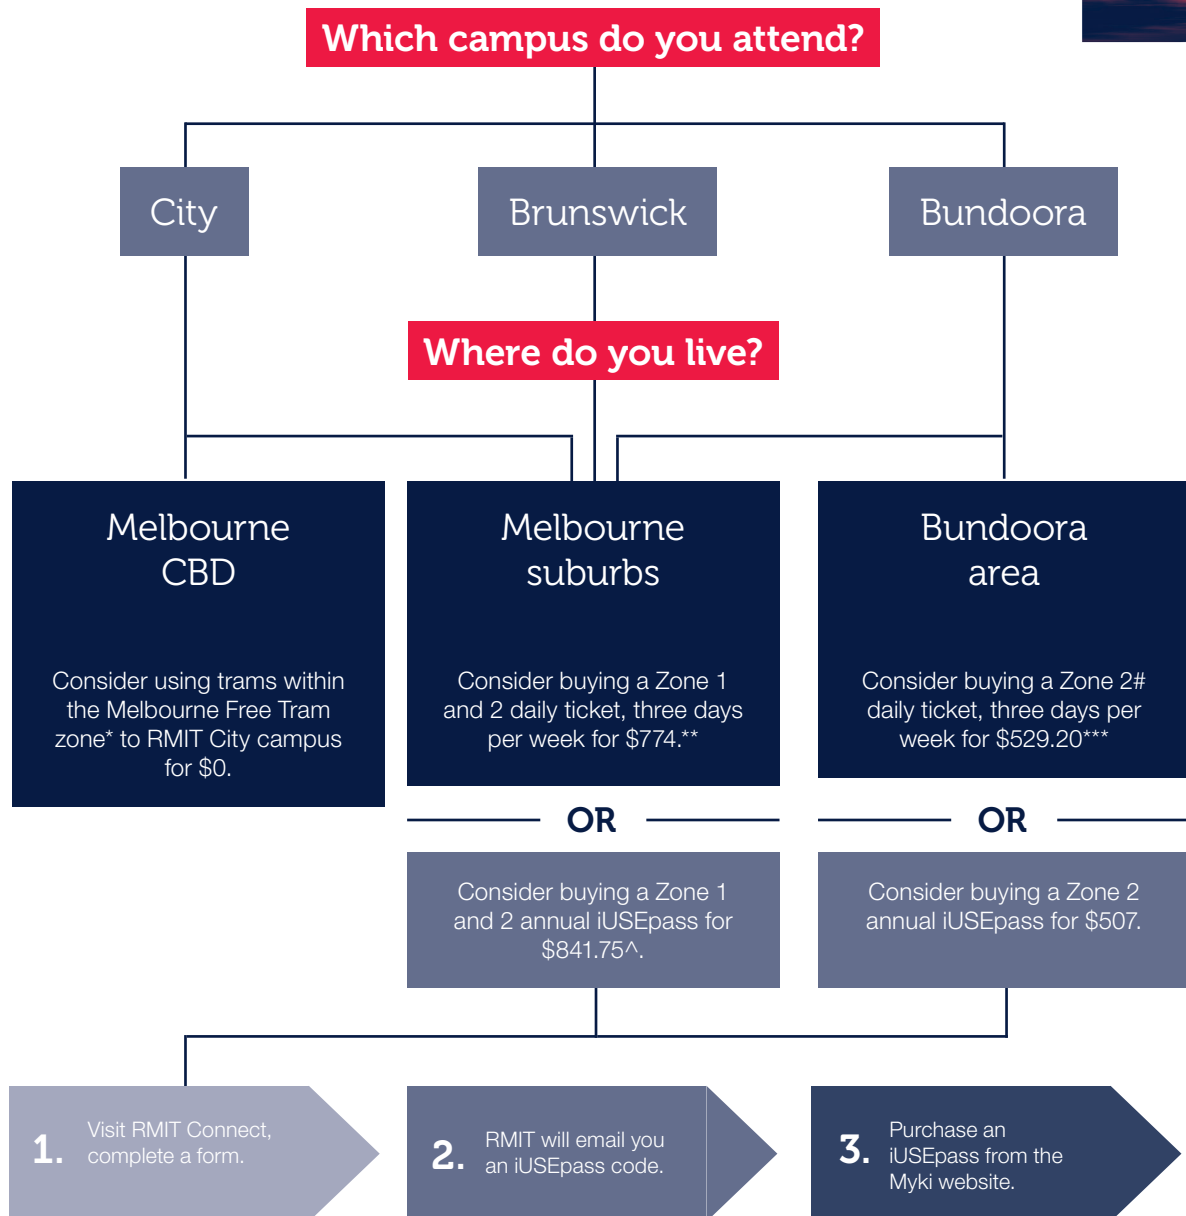 Which campus do you attend?
City
Brunswick
Bundoora
Where do you live?
Melbourne
CBD
Consider using trams within
the Melbourne Free Tram
zone* to RMIT City campus
for $0.
Melbourne
suburbs
Consider buying a Zone 1
and 2 daily ticket, three days
per week for $774.**
OR
Consider buying a Zone 1
and 2 annual iUSEpass for
$841.75^.
Bundoora
area
Consider buying a Zone 2#
daily ticket, three days per
week for $529.20***
OR
Consider buying a Zone 2
annual iUSEpass for $507.
1.
Visit RMIT Connect,
complete a form.
2.
RMIT will email you
an iUSEpass code.
3.
Purchase an
iUSEpass from the
Myki website.